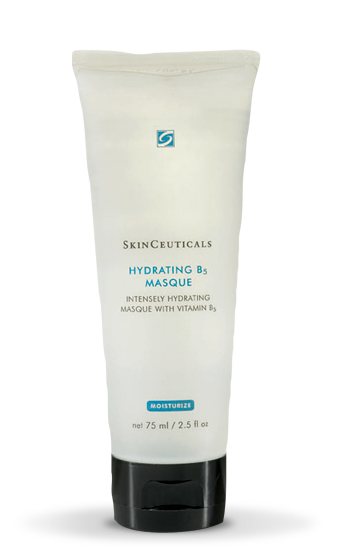 SKINCEUTICALS
HYDRATING B5
MASQUE
INTENSELY HYDRATING
MASQUE WITH VITAMIN B5
MOISTURIZE
net 75 ml / 2.5 fl oz